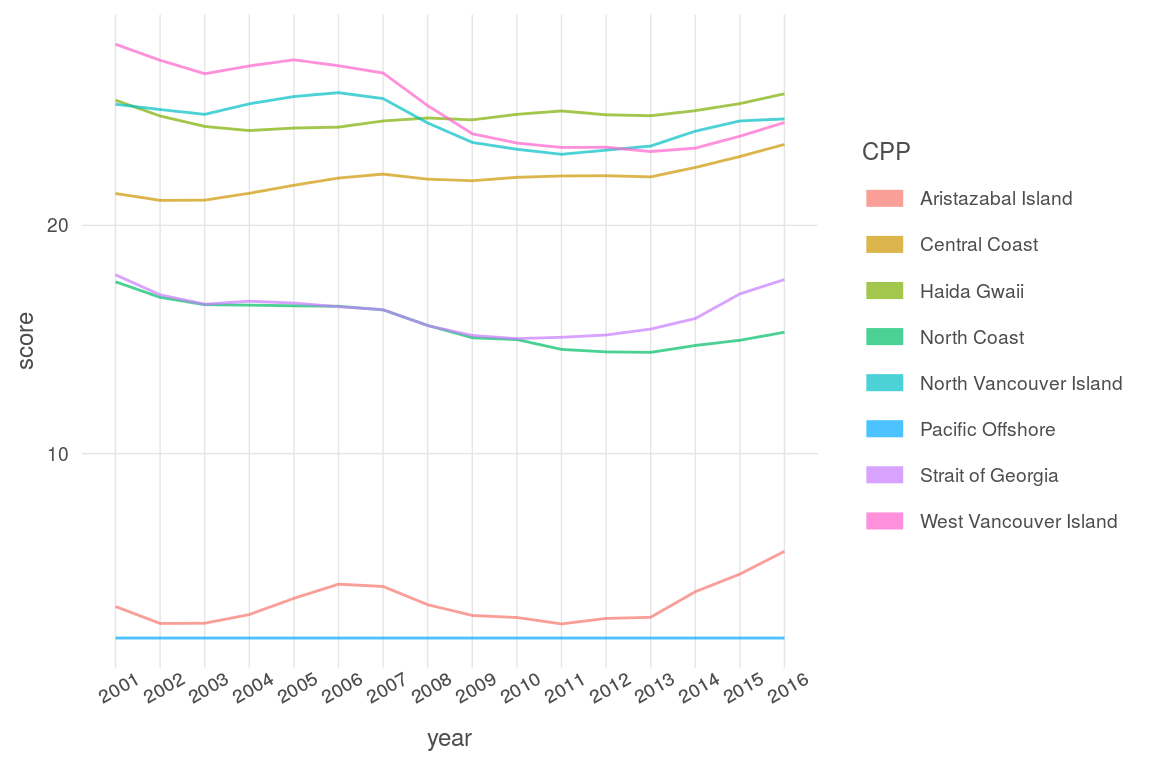 score
20
10
2001 2002 2003 2004 2005 2006 2007 2008 2009 2010 2011 2012 2013 2014 2015 2016
year
CPP
Aristazabal Island
Central Coast
Haida Gwaii
North Coast
North Vancouver Island
Pacific Offshore
Strait of Georgia
West Vancouver Island